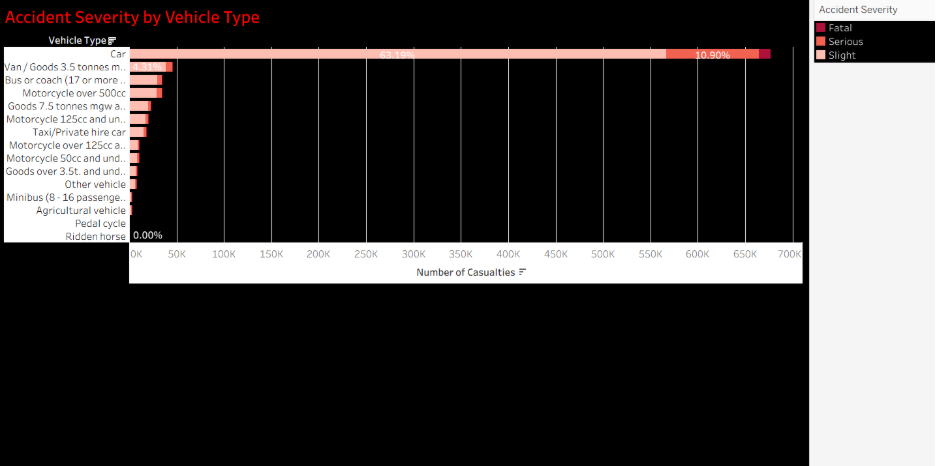 Accident Severity by Vehicle Type
Accident Severity
Fatal
Serious
Slight
Vehicle Type
Car
63.19%
10.90%
Van / Goods 3.5 tonnes m..
4.31%
Bus or coach (17 or more ..
Motorcycle over 500cc
Goods 7.5 tonnes mgw a..
Motorcycle 125cc and un..
Taxi/Private hire car
Motorcycle over 125cc a..
Motorcycle 50cc and und..
Goods over 3.5t. and und..
Other vehicle
Minibus (8 - 16 passenge..
Agricultural vehicle
Pedal cycle
Ridden horse
0.00%
0K 50K 100K 150K 200K 250K 300K 350K 400K 450K 500K 550K 600K 650K 700K
Number of Casualties